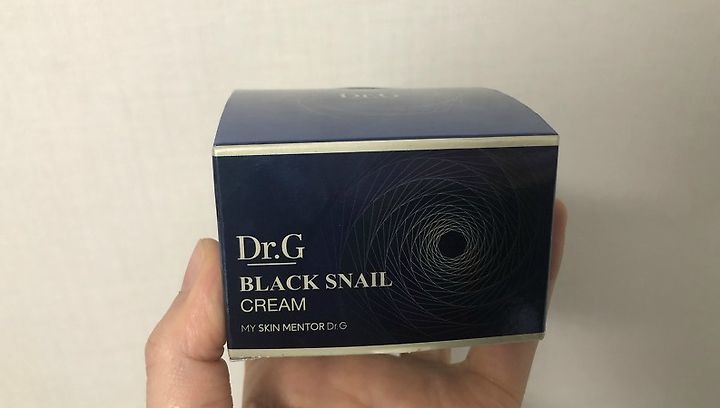 Dr.G
Dr.G
BLACK SNAIL
CREAM
MY SKIN MENTOR Dr.G